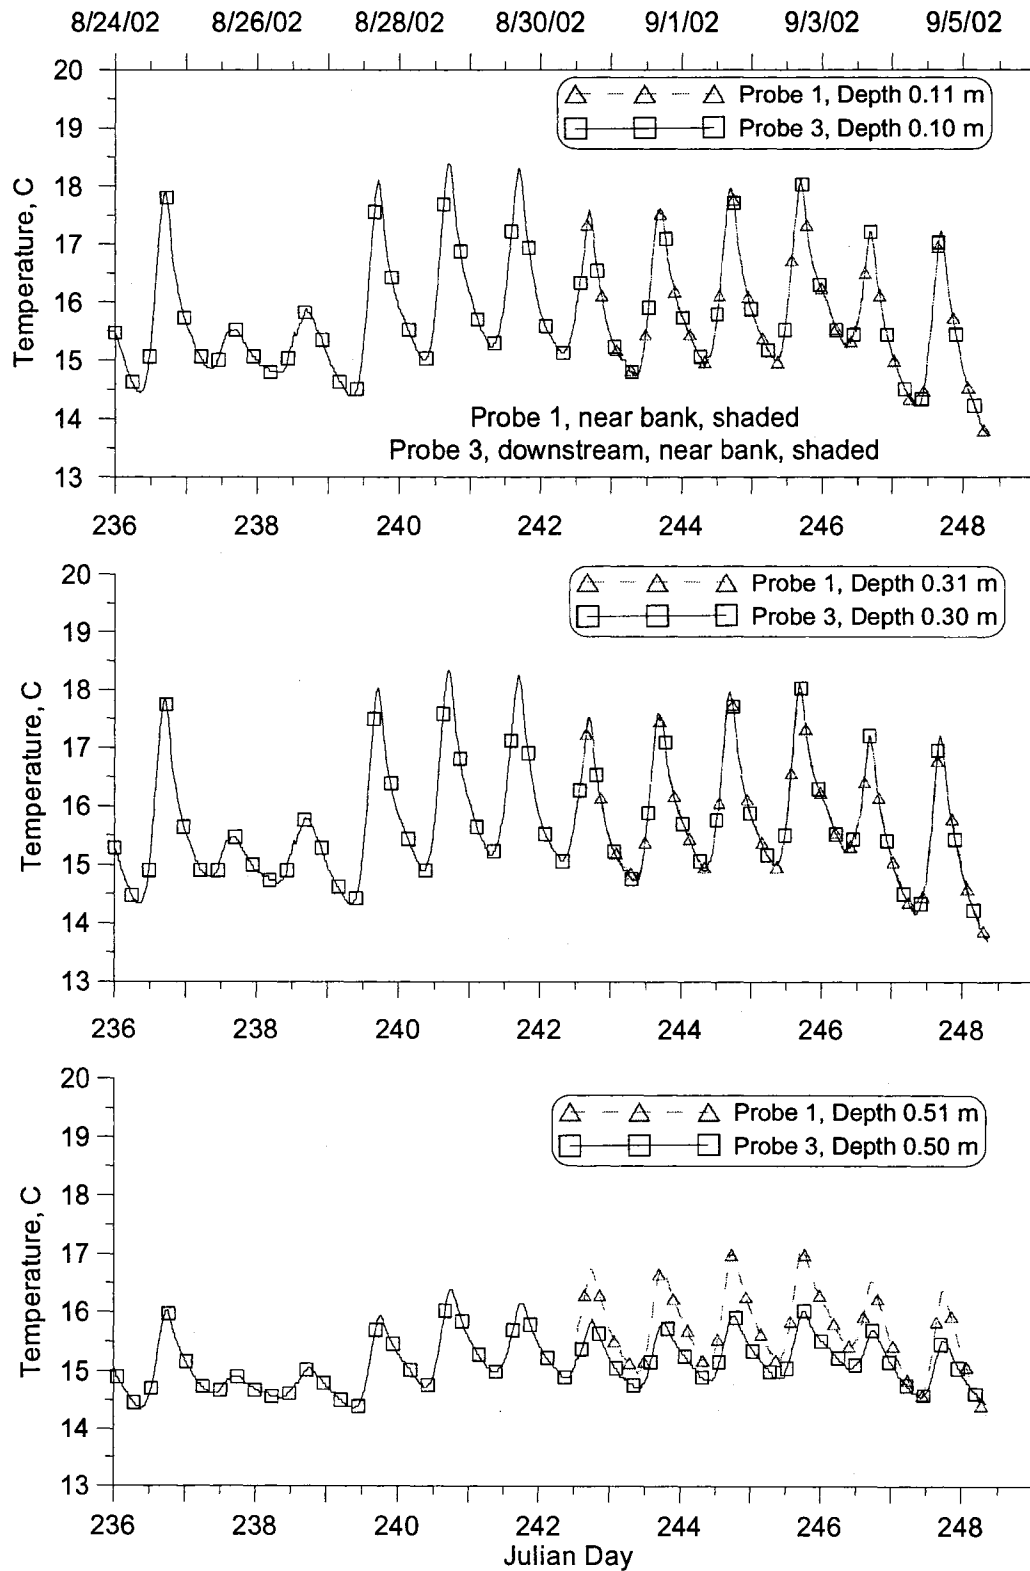 8/24/02 8/26/02 8/28/02 8/30/02 9/1/02 9/3/02 9/5/02
20
19
18
17
16
15
14
13
Temperature, C
Probe 1, Depth 0.11 m
Probe 3, Depth 0.10 m
Probe 1, near bank, shaded
Probe 3, downstream, near bank, shaded
236 238 240 242 244 246 248
20
19
18
17
16
15
14
13
Temperature, C
Probe 1, Depth 0.31 m
Probe 3, Depth 0.30 m
236 238 240 242 244 246 248
20
19
18
17
16
15
14
13
Temperature, C
Probe 1, Depth 0.51 m
Probe 3, Depth 0.50 m
236 238 240 242 244 246 248
Julian Day